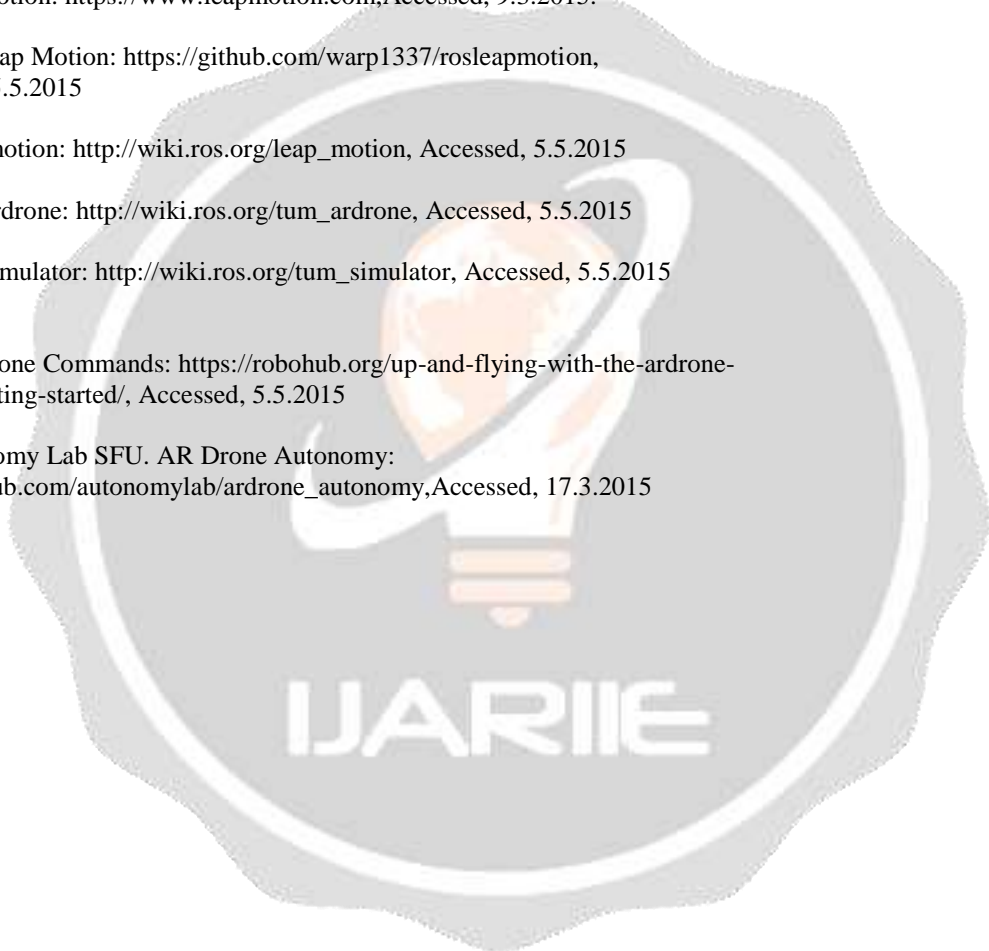 otion: https://www.leapmotion.com,Accessed, 9.3.2015.
ap Motion: https://github.com/warp1337/rosleapmotion,
.5.2015
notion: http://wiki.ros.org/leap_motion, Accessed, 5.5.2015
rdrone: http://wiki.ros.org/tum_ardrone, Accessed, 5.5.2015
mulator: http://wiki.ros.org/tum_simulator, Accessed, 5.5.2015
one Commands: https://robohub.org/up-and-flying-with-the-ardrone-
ting-started/, Accessed, 5.5.2015
omy Lab SFU. AR Drone Autonomy:
ub.com/autonomylab/ardrone_autonomy,Accessed, 17.3.2015
IJARIIE